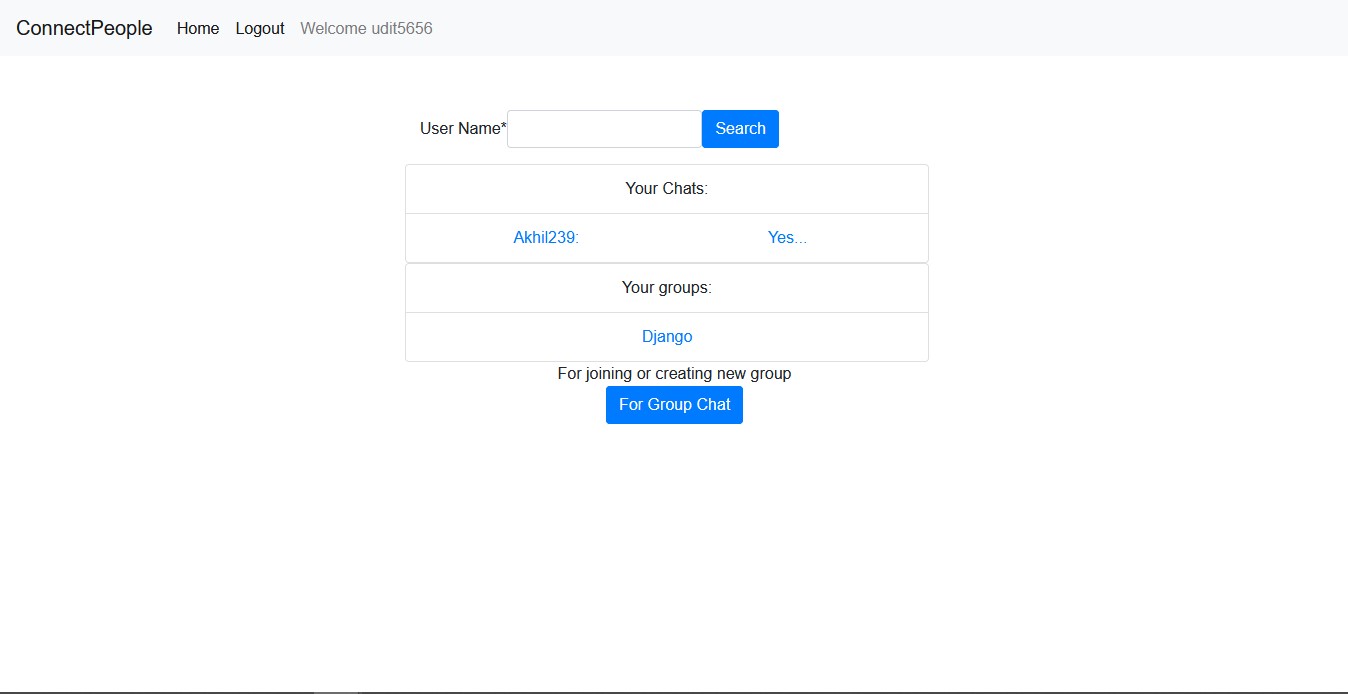 ConnectPeople Home Logout Welcome udit5656
User Name* Search
Your Chats:
Akhil239: Yes...
Your groups:
Django
For joining or creating new group
For Group Chat